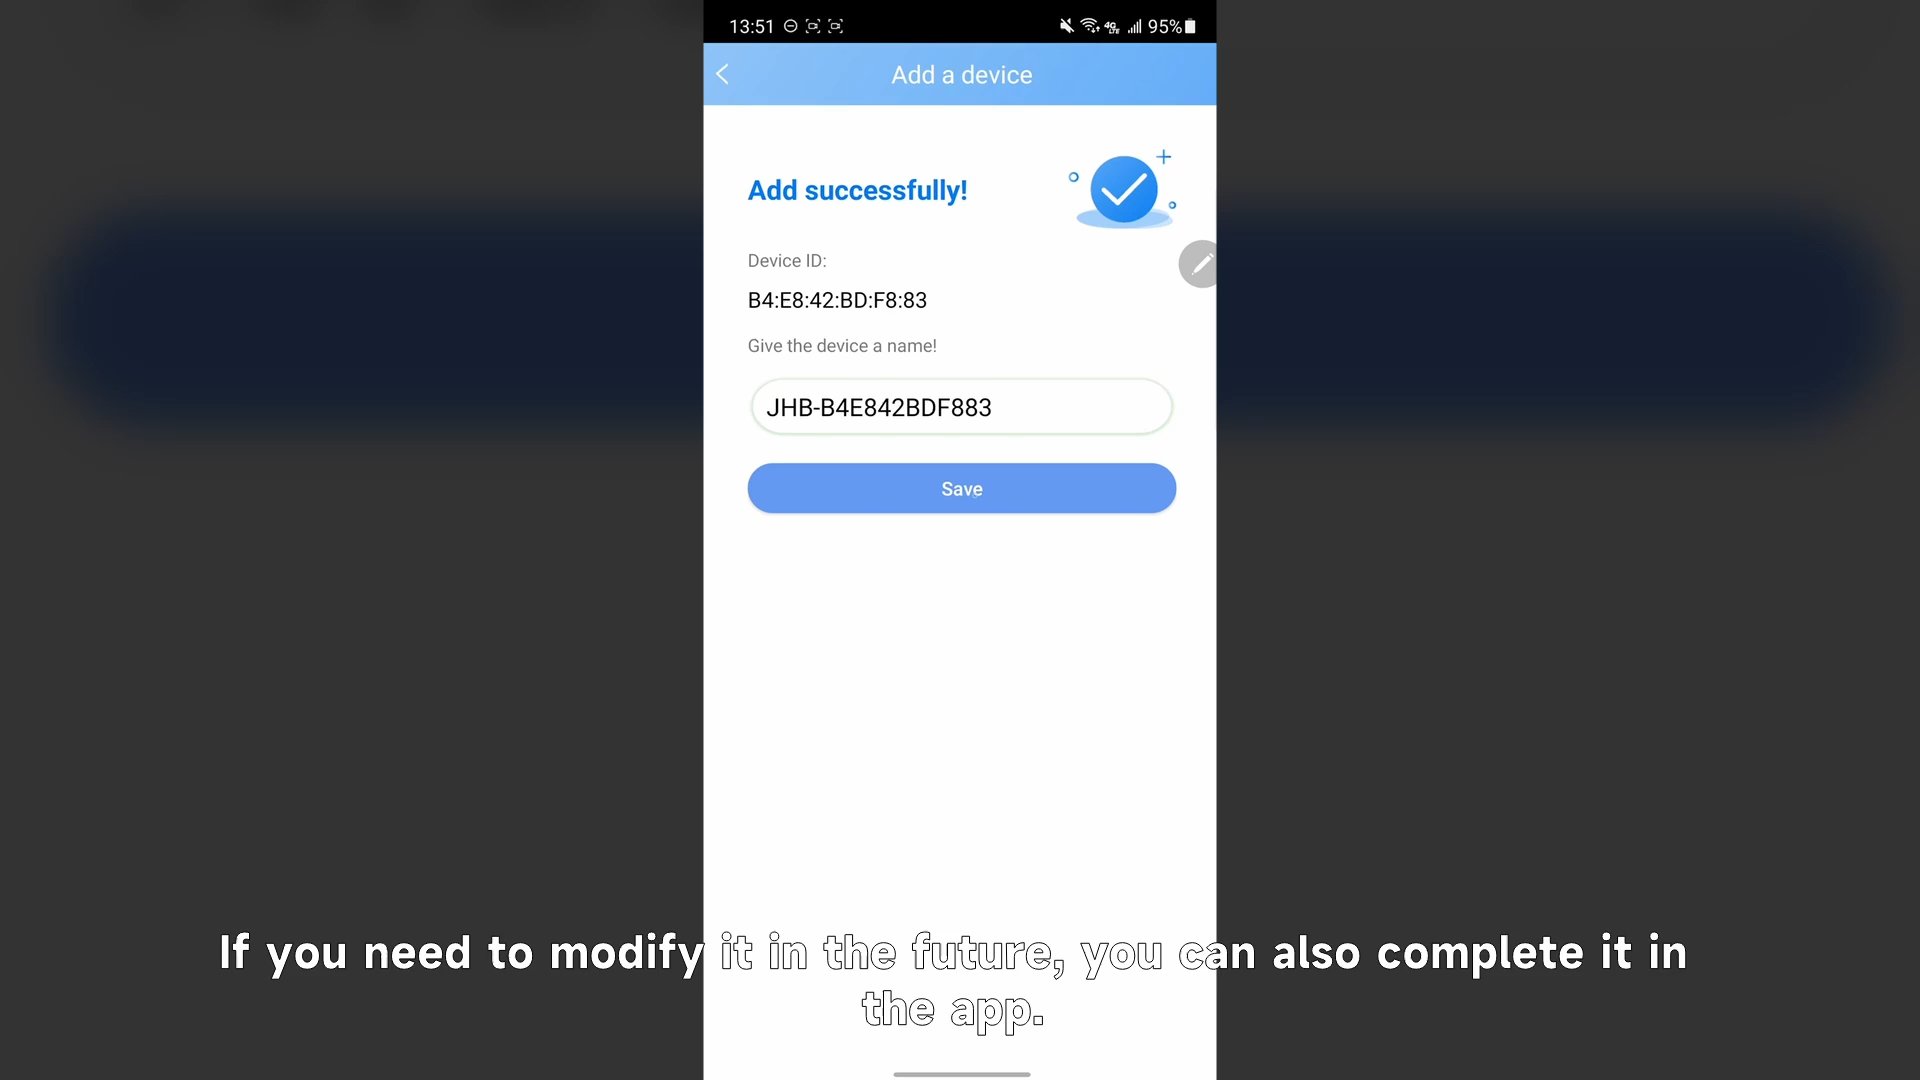 13:51 4G LTE 95%
Add a device
Add successfully!
Device ID:
B4:E8:42:BD:F8:83
Give the device a name!
JHB-B4E842BDF883
Save
If you need to modify it in the future, you can also complete it in
the app.